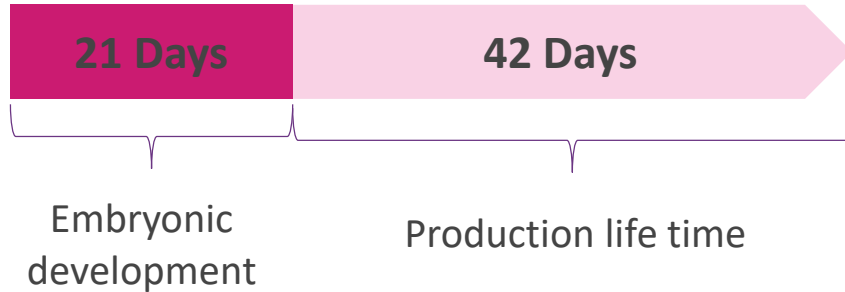 21 Days
42 Days
Embryonic
development
Production life time